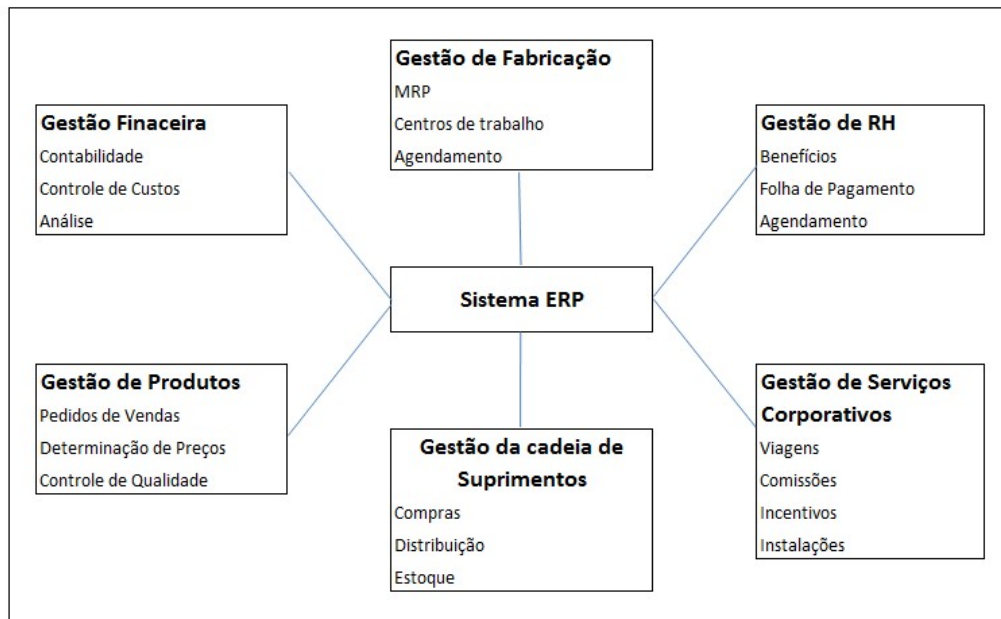 Gestão de Fabricação
MRP
Centros de trabalho
Agendamento
Gestão Finaceira
Contabilidade
Controle de Custos
Análise
Gestão de RH
Benefícios
Folha de Pagamento
Agendamento
Sistema ERP
Gestão de Produtos
Pedidos de Vendas
Determinação de Preços
Controle de Qualidade
Gestão da cadeia de
Suprimentos
Compras
Distribuição
Estoque
Gestão de Serviços
Corporativos
Viagens
Comissões
Incentivos
Instalações